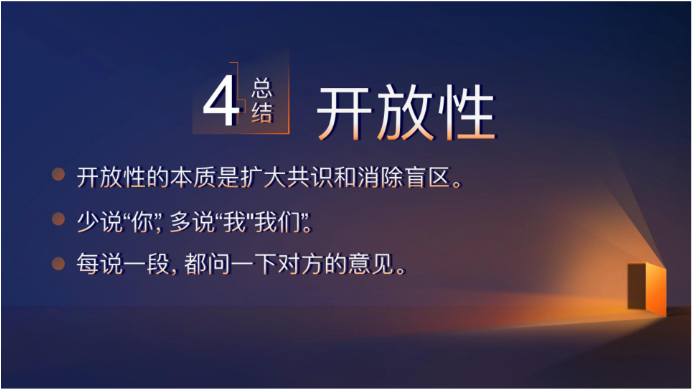 4
总结
开放性
开放性的本质是扩大共识和消除盲区。
少说“你”,多说“我"我们”。
每说一段,都问一下对方的意见。